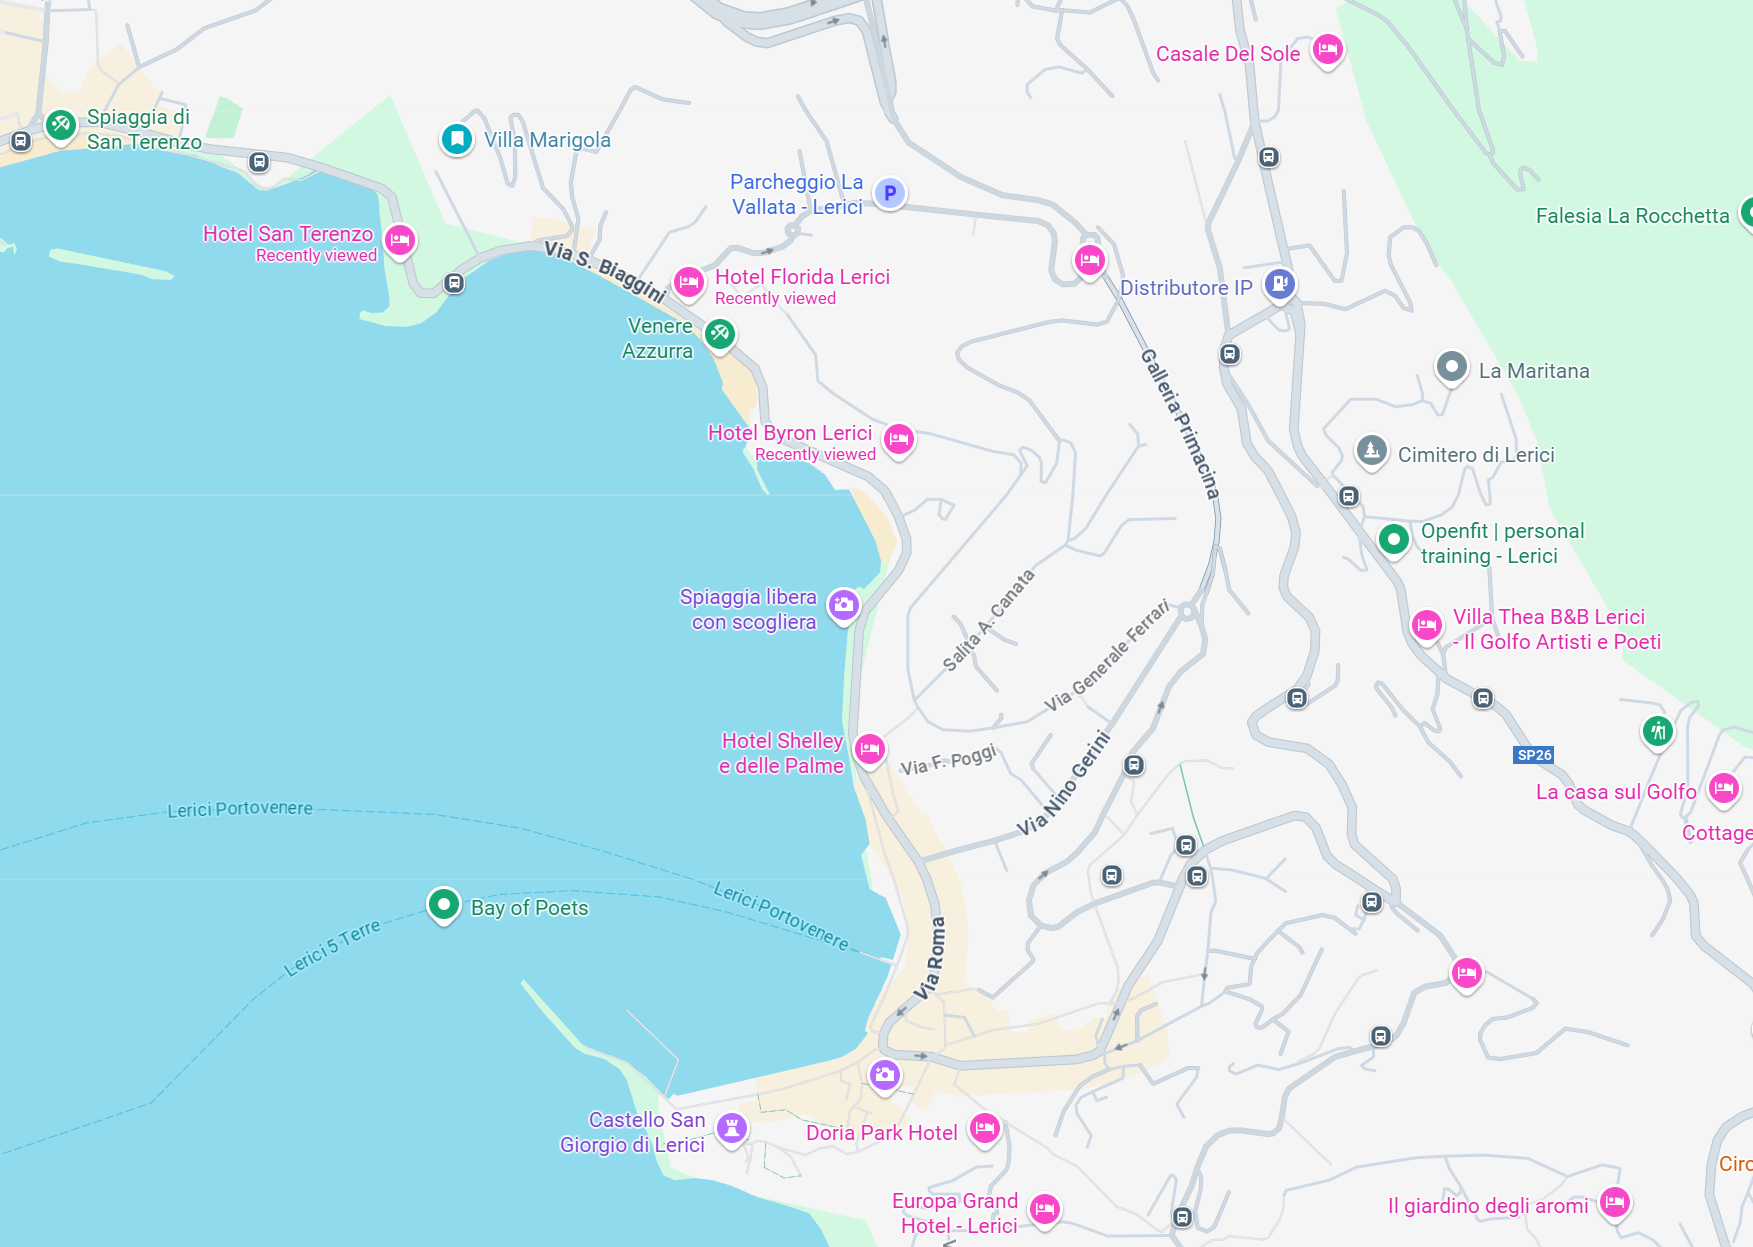 Casale Del Sole
Spiaggia di
San Terenzo
Villa Marigola
Parcheggio La
Vallata - Lerici
P
Falesia La Rocchetta
Hotel San Terenzo
Recently viewed
Via S. Biaggini
Hotel Florida Lerici
Recently viewed
Distributore IP
Venere
Azzurra
Galleria Primacina
La Maritana
Hotel Byron Lerici
Recently viewed
Cimitero di Lerici
Openfit | personal
training - Lerici
Spiaggia libera
con scogliera
Salita A. Canata
Via Generale Ferrari
Villa Thea B&B Lerici
- Il Golfo Artisti e Poeti
Hotel Shelley
e delle Palme
Via F. Poggi
Via Nino Gerini
SP26
La casa sul Golfo
Cottage
Lerici Portovenere
Lerici Portovenere
Bay of Poets
Lerici 5 Terre
Via Roma
Castello San
Giorgio di Lerici
Doria Park Hotel
Circ
Europa Grand
Hotel - Lerici
Il giardino degli aromi